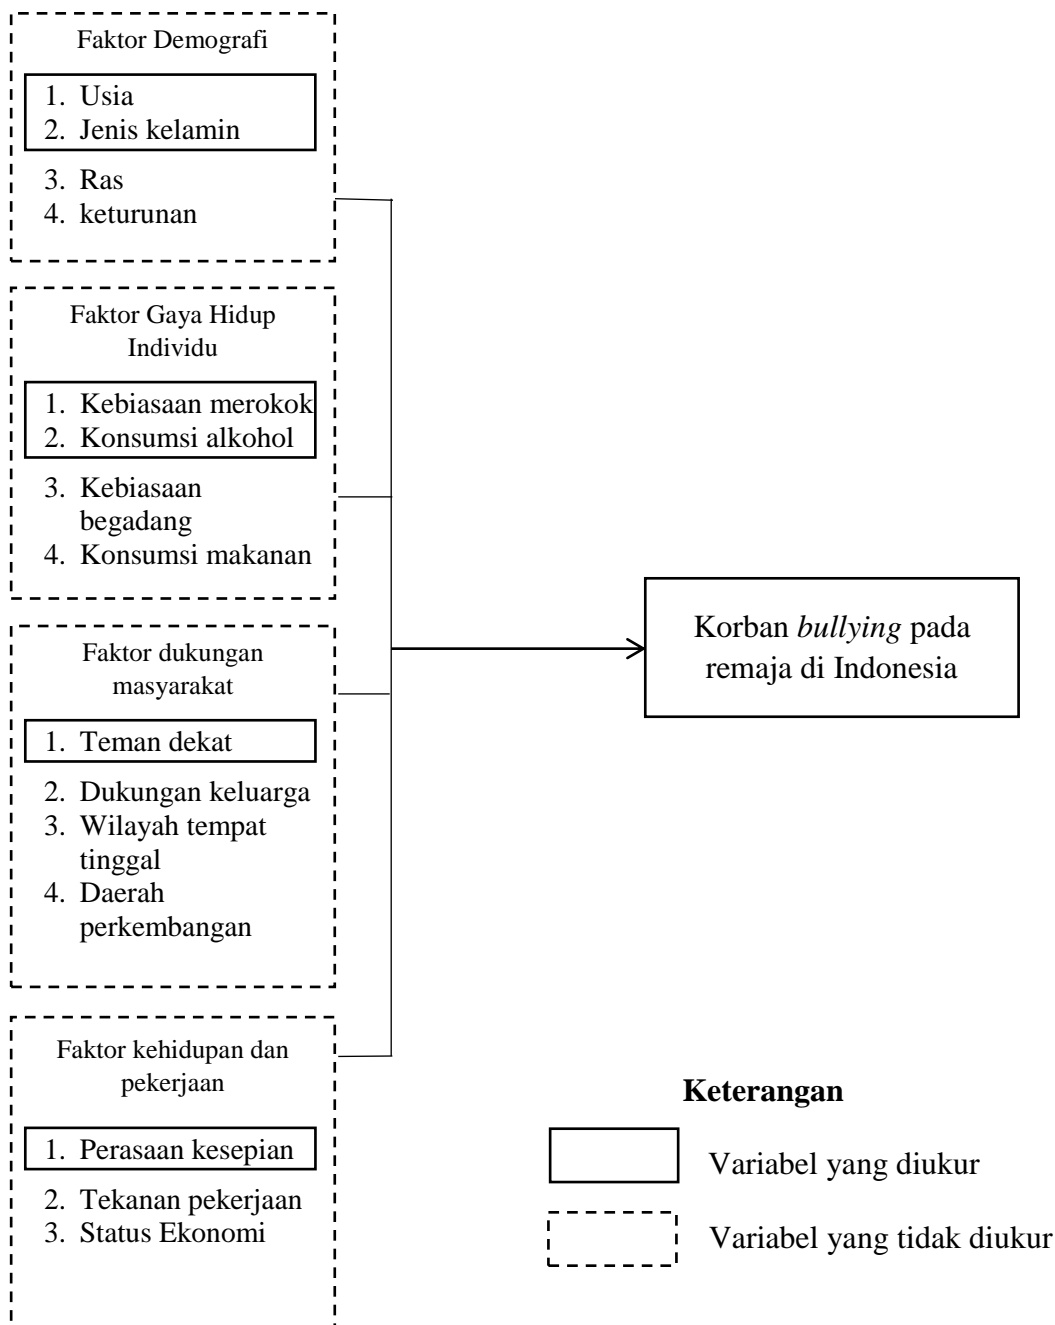 Faktor Demografi
1. Usia
2. Jenis kelamin
3. Ras
4. keturunan
Faktor Gaya Hidup
Individu
1. Kebiasaan merokok
2. Konsumsi alkohol
3. Kebiasaan
begadang
4. Konsumsi makanan
Faktor dukungan
masyarakat
1. Teman dekat
2. Dukungan keluarga
3. Wilayah tempat
tinggal
4. Daerah
perkembangan
Faktor kehidupan dan
pekerjaan
1. Perasaan kesepian
2. Tekanan pekerjaan
3. Status Ekonomi
Korban bullying pada
remaja di Indonesia
Keterangan
Variabel yang diukur
Variabel yang tidak diukur